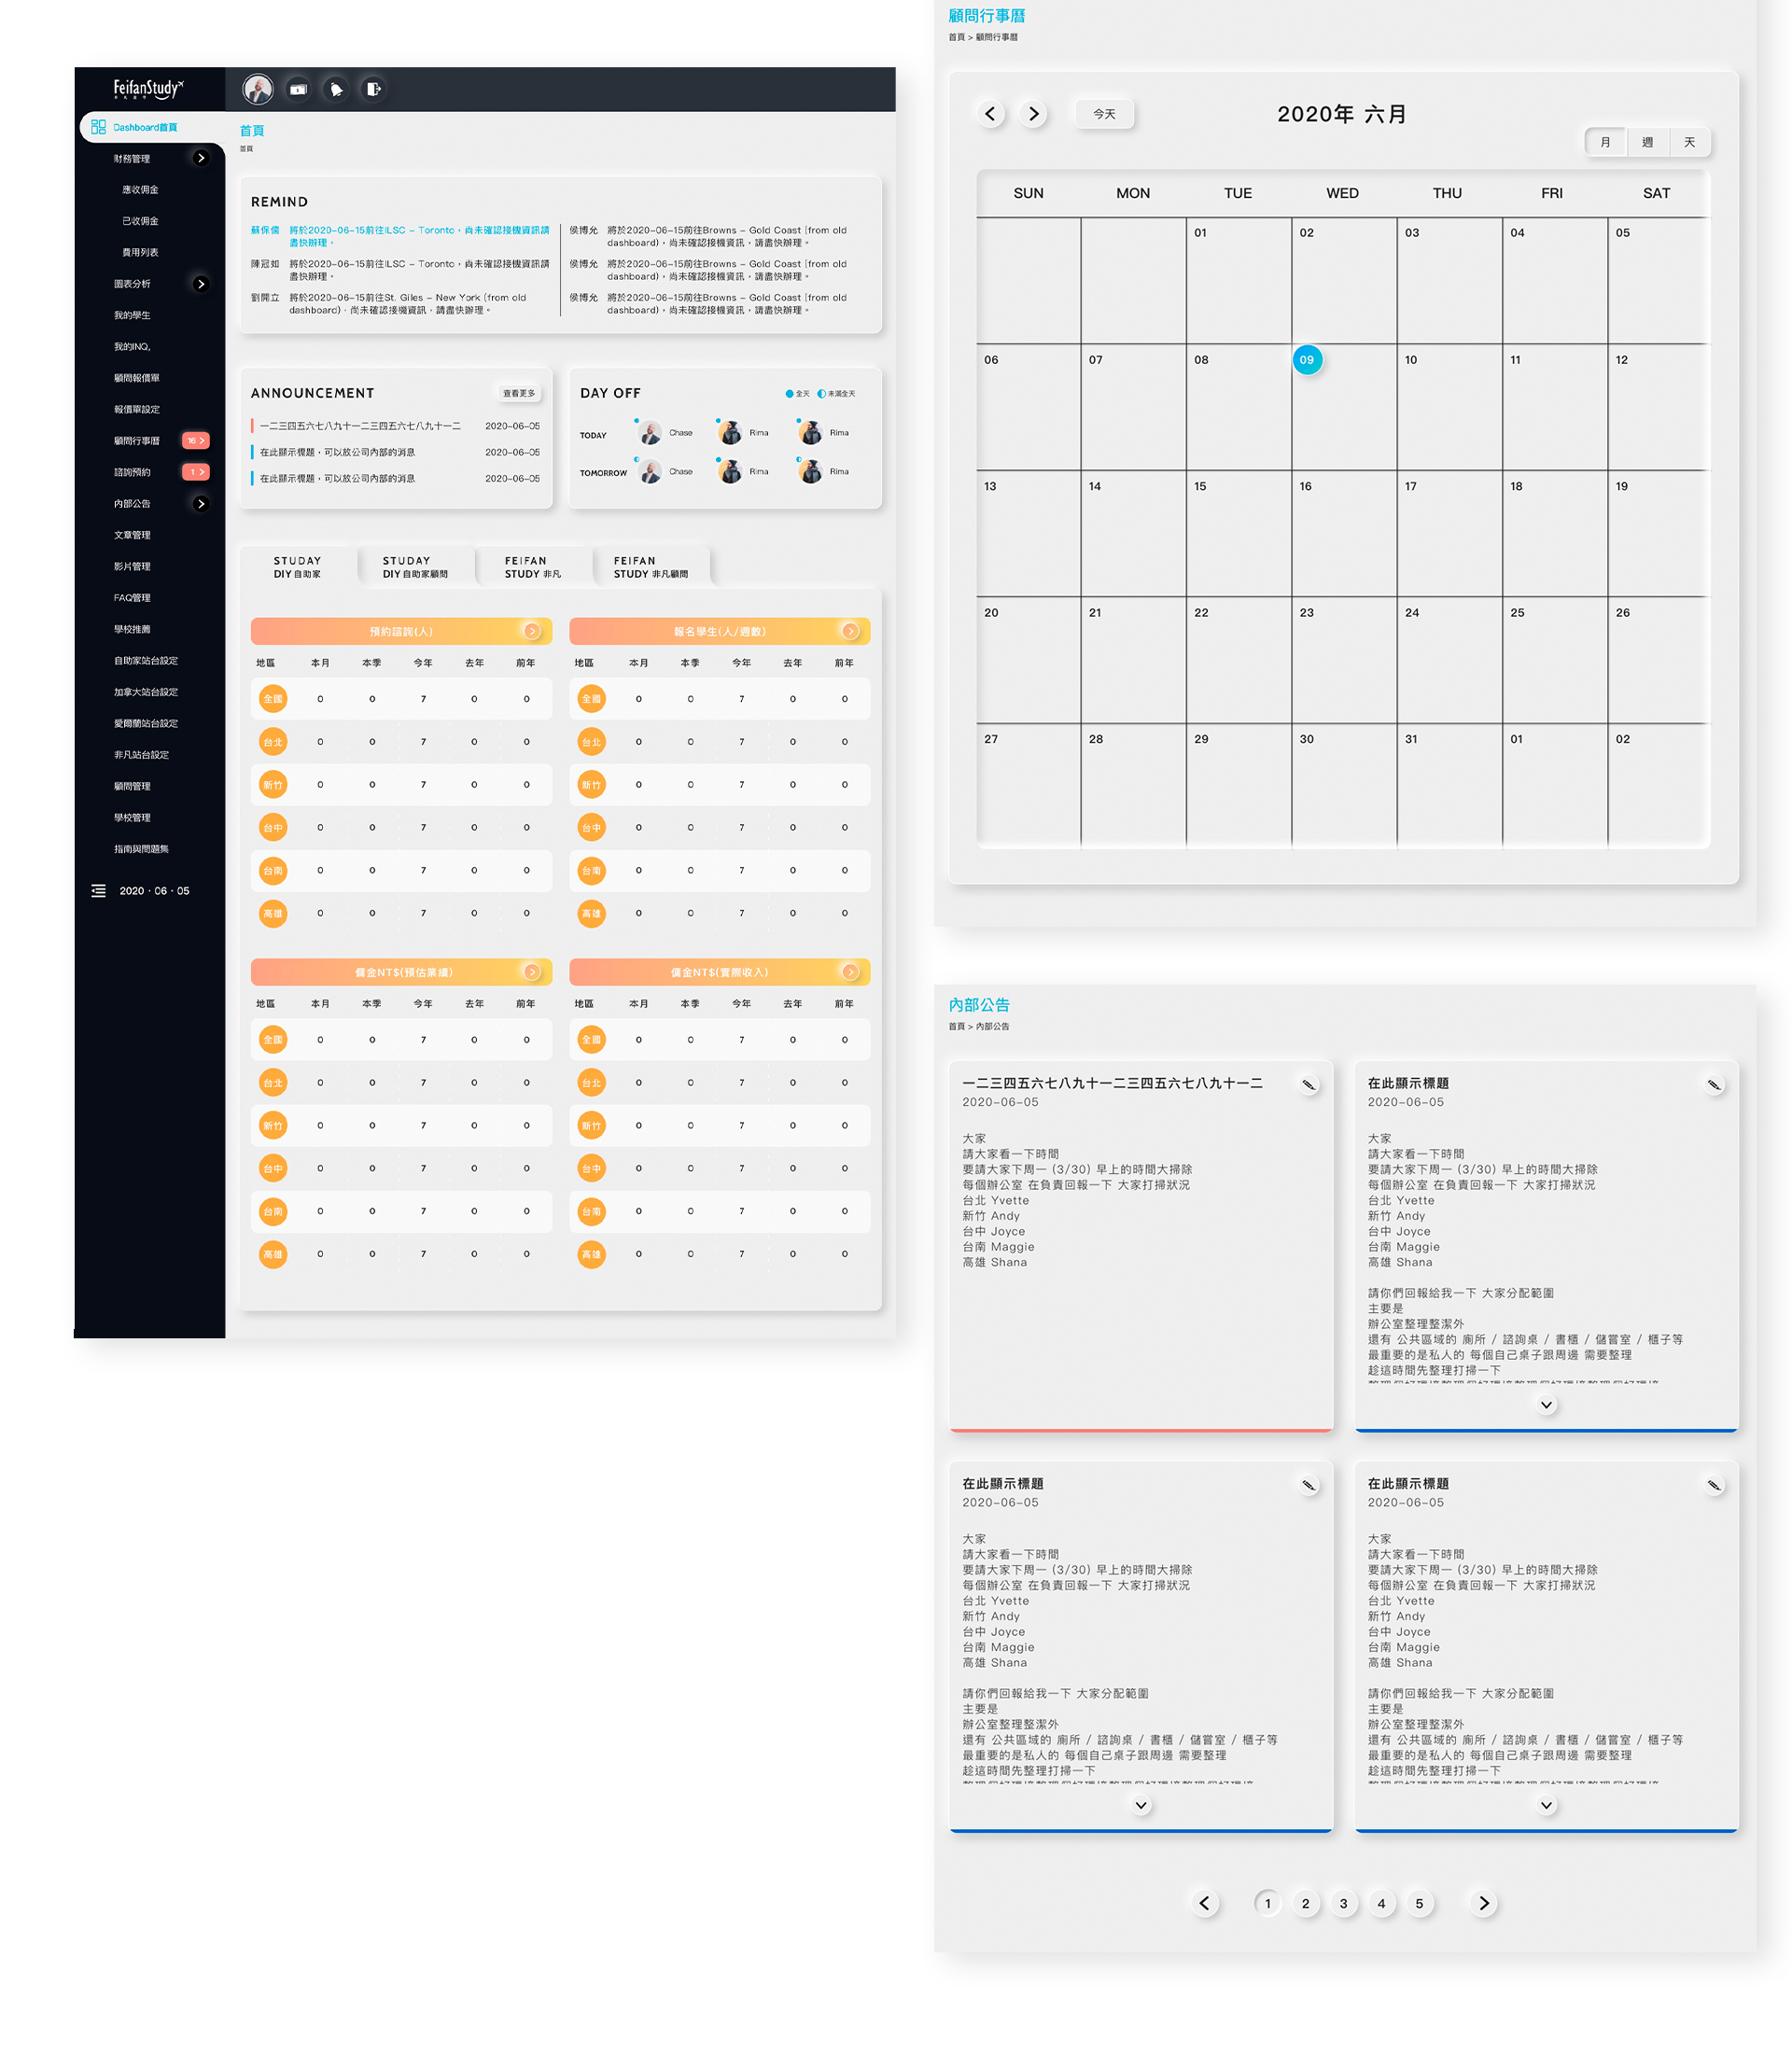 FeifanStudy
非凡遊學
Dashboard首頁
財務管理
應收佣金
已收佣金
費用列表
圖表分析
我的學生
我的INQ.
顧問報價單
報價單設定
顧問行事曆 16
諮詢預約 1
內部公告
文章管理
影片管理
FAQ管理
學校推薦
自助家站台設定
加拿大站台設定
愛爾蘭站台設定
非凡站台設定
顧問管理
學校管理
指南與問題集
2020・06・05
首頁
首頁
REMIND
蘇保儒 將於2020-06-15前往ILSC - Toronto，尚未確認接機資訊請
盡快辦理。
陳冠如 將於2020-06-15前往ILSC - Toronto，尚未確認接機資訊請
盡快辦理。
劉開立 將於2020-06-15前往St. Giles - New York (from old
dashboard)，尚未確認接機資訊，請盡快辦理。
侯博允 將於2020-06-15前往Browns - Gold Coast (from old
dashboard)，尚未確認接機資訊，請盡快辦理。
侯博允 將於2020-06-15前往Browns - Gold Coast (from old
dashboard)，尚未確認接機資訊，請盡快辦理。
侯博允 將於2020-06-15前往Browns - Gold Coast (from old
dashboard)，尚未確認接機資訊，請盡快辦理。
ANNOUNCEMENT 查看更多
一二三四五六七八九十一二三四五六七八九十一二 2020-06-05
在此顯示標題，可以放公司內部的消息 2020-06-05
在此顯示標題，可以放公司內部的消息 2020-06-05
DAY OFF 全天 未滿全天
TODAY Chase Rima Rima
TOMORROW Chase Rima Rima
STUDAY
DIY 自助家
STUDAY
DIY 自助家顧問
FEIFAN
STUDY 非凡
FEIFAN
STUDY 非凡顧問
預約諮詢(人)
地區 本月 本季 今年 去年 前年
全國 0 0 7 0 0
台北 0 0 7 0 0
新竹 0 0 7 0 0
台中 0 0 7 0 0
台南 0 0 7 0 0
高雄 0 0 7 0 0
報名學生(人/週數)
地區 本月 本季 今年 去年 前年
全國 0 0 7 0 0
台北 0 0 7 0 0
新竹 0 0 7 0 0
台中 0 0 7 0 0
台南 0 0 7 0 0
高雄 0 0 7 0 0
傭金NT$(預估業績)
地區 本月 本季 今年 去年 前年
全國 0 0 7 0 0
台北 0 0 7 0 0
新竹 0 0 7 0 0
台中 0 0 7 0 0
台南 0 0 7 0 0
高雄 0 0 7 0 0
傭金NT$(實際收入)
地區 本月 本季 今年 去年 前年
全國 0 0 7 0 0
台北 0 0 7 0 0
新竹 0 0 7 0 0
台中 0 0 7 0 0
台南 0 0 7 0 0
高雄 0 0 7 0 0
顧問行事曆
首頁 > 顧問行事曆
今天
2020年 六月
月 週 天
SUN MON TUE WED THU FRI SAT
01 02 03 04 05
06 07 08 09 10 11 12
13 14 15 16 17 18 19
20 21 22 23 24 25 26
27 28 29 30 31 01 02
內部公告
首頁 > 內部公告
一二三四五六七八九十一二三四五六七八九十一二
2020-06-05
大家
請大家看一下時間
要請大家下周一 (3/30) 早上的時間大掃除
每個辦公室 在負責回報一下 大家打掃狀況
台北 Yvette
新竹 Andy
台中 Joyce
台南 Maggie
高雄 Shana
在此顯示標題
2020-06-05
大家
請大家看一下時間
要請大家下周一 (3/30) 早上的時間大掃除
每個辦公室 在負責回報一下 大家打掃狀況
台北 Yvette
新竹 Andy
台中 Joyce
台南 Maggie
高雄 Shana
請你們回報給我一下 大家分配範圍
主要是
辦公室整理整潔外
還有 公共區域的 廁所 / 諮詢桌 / 書櫃 / 儲嘗室 / 櫃子等
最重要的是私人的 每個自己桌子跟周邊 需要整理
趁這時間先整理打掃一下
在此顯示標題
2020-06-05
大家
請大家看一下時間
要請大家下周一 (3/30) 早上的時間大掃除
每個辦公室 在負責回報一下 大家打掃狀況
台北 Yvette
新竹 Andy
台中 Joyce
台南 Maggie
高雄 Shana
請你們回報給我一下 大家分配範圍
主要是
辦公室整理整潔外
還有 公共區域的 廁所 / 諮詢桌 / 書櫃 / 儲嘗室 / 櫃子等
最重要的是私人的 每個自己桌子跟周邊 需要整理
趁這時間先整理打掃一下
在此顯示標題
2020-06-05
大家
請大家看一下時間
要請大家下周一 (3/30) 早上的時間大掃除
每個辦公室 在負責回報一下 大家打掃狀況
台北 Yvette
新竹 Andy
台中 Joyce
台南 Maggie
高雄 Shana
請你們回報給我一下 大家分配範圍
主要是
辦公室整理整潔外
還有 公共區域的 廁所 / 諮詢桌 / 書櫃 / 儲嘗室 / 櫃子等
最重要的是私人的 每個自己桌子跟周邊 需要整理
趁這時間先整理打掃一下
1 2 3 4 5